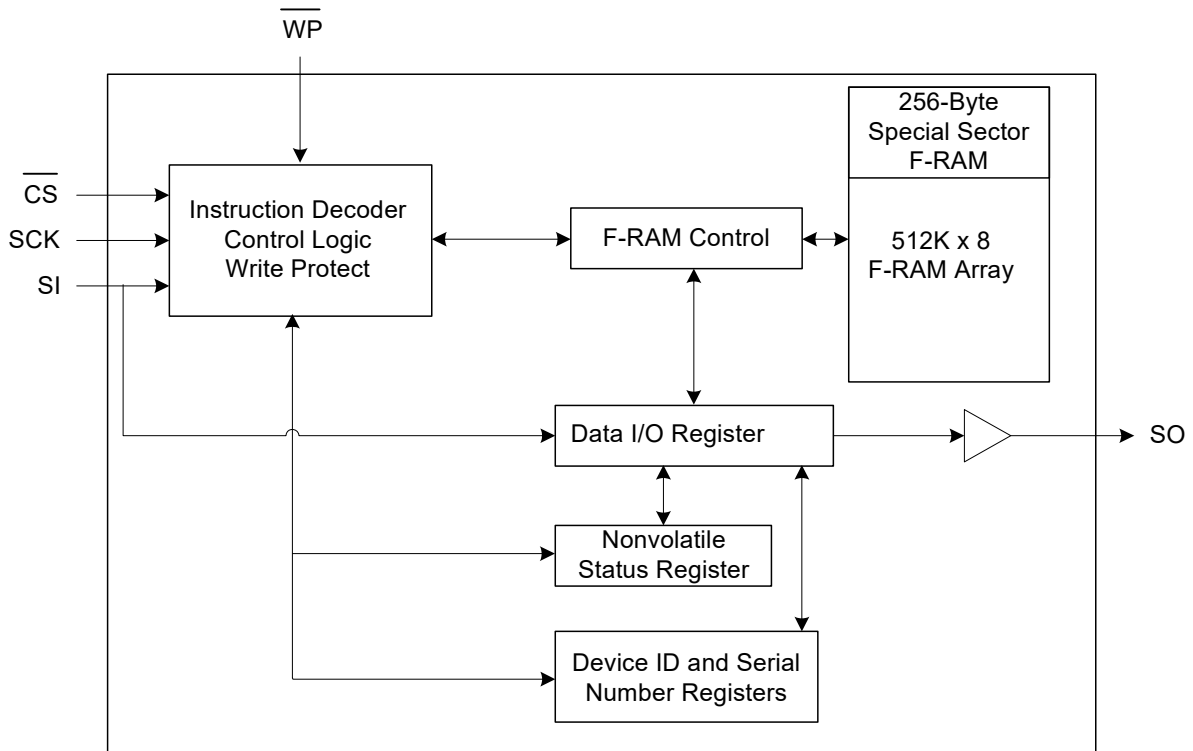 WP
256-Byte
Special Sector
F-RAM
CS
SCK
SI
Instruction Decoder
Control Logic
Write Protect
F-RAM Control
512K x 8
F-RAM Array
Data I/O Register
SO
Nonvolatile
Status Register
Device ID and Serial
Number Registers